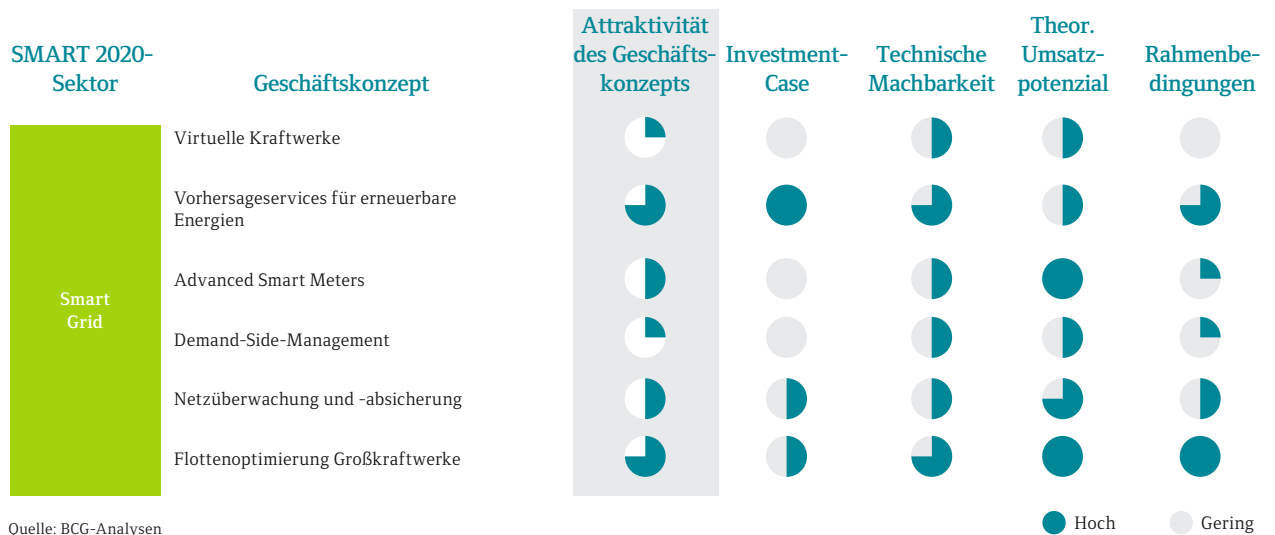 SMART 2020-
Sektor
Geschäftskonzept
Attraktivität
des Geschäfts-
konzepts
Investment-
Case
Technische
Machbarkeit
Theor.
Umsatz-
potenzial
Rahmenbe-
dingungen
Smart
Grid
Virtuelle Kraftwerke
Vorhersageservices für erneuerbare
Energien
Advanced Smart Meters
Demand-Side-Management
Netzüberwachung und -absicherung
Flottenoptimierung Großkraftwerke
Quelle: BCG-Analysen
Hoch
Gering